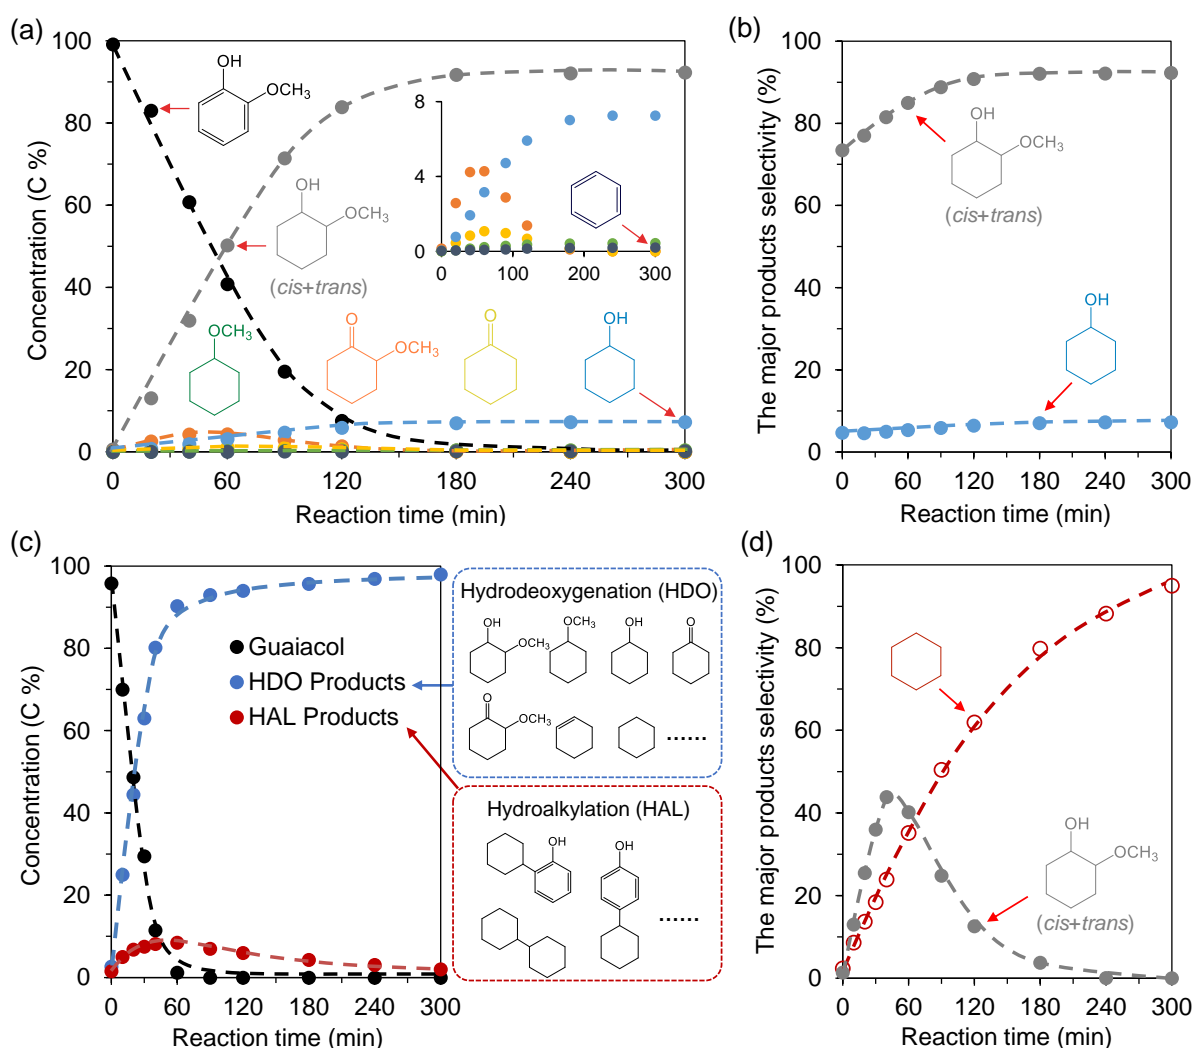 (a)
100
80
60
40
20
0
Concentration (C %)
OH
OCH3
OH
OCH3
(cis+trans)
8
4
0
0
100
200
300
OCH3
O
OCH3
O
OH
0
60
120
180
240
300
Reaction time (min)
(b)
100
80
60
40
20
0
The major products selectivity (%)
OH
OCH3
(cis+trans)
OH
0
60
120
180
240
300
Reaction time (min)
(c)
100
80
60
40
20
0
Concentration (C %)
Guaiacol
HDO Products
HAL Products
Hydrodeoxygenation (HDO)
OH
OCH3
OCH3
OH
O
O
OCH3
......
Hydroalkylation (HAL)
OH
OH
......
0
60
120
180
240
300
Reaction time (min)
(d)
100
80
60
40
20
0
The major products selectivity (%)
OH
OCH3
(cis+trans)
0
60
120
180
240
300
Reaction time (min)